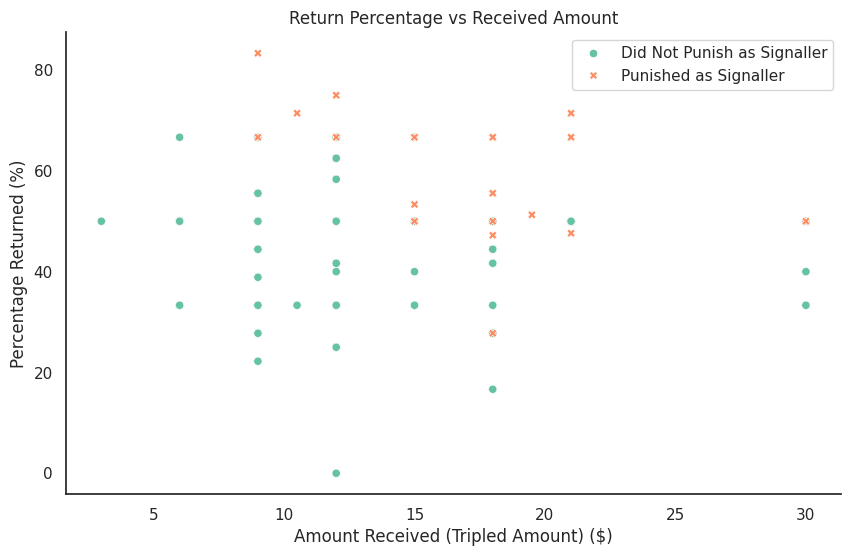 Return Percentage vs Received Amount
Did Not Punish as Signaller
Punished as Signaller
Percentage Returned (%)
80
60
40
20
0
5 10 15 20 25 30
Amount Received (Tripled Amount) ($)